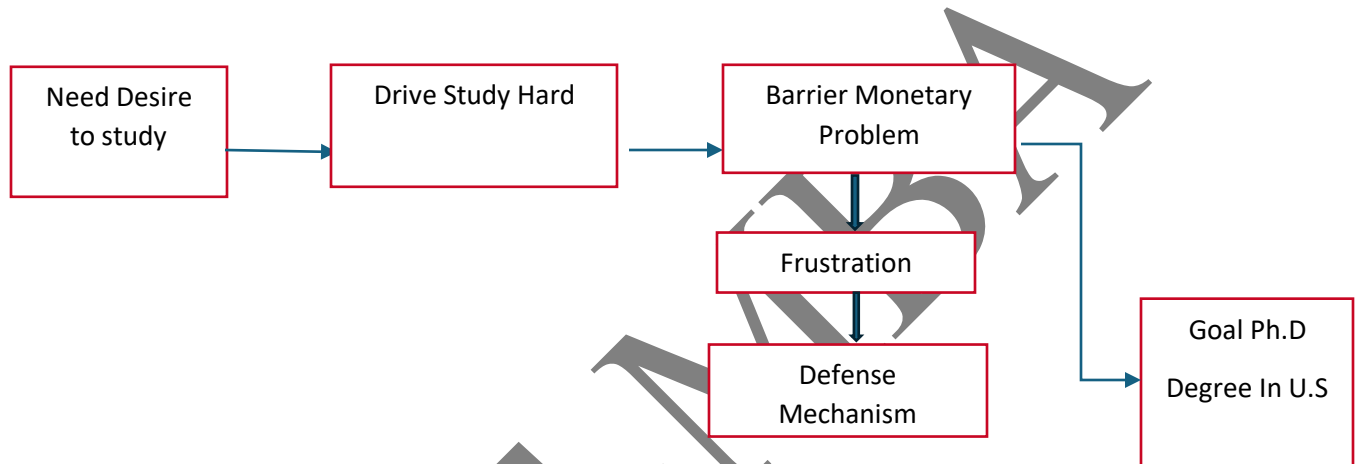 Need Desire
to study
Drive Study Hard
Barrier Monetary
Problem
Frustration
Defense
Mechanism
Goal Ph.D
Degree In U.S